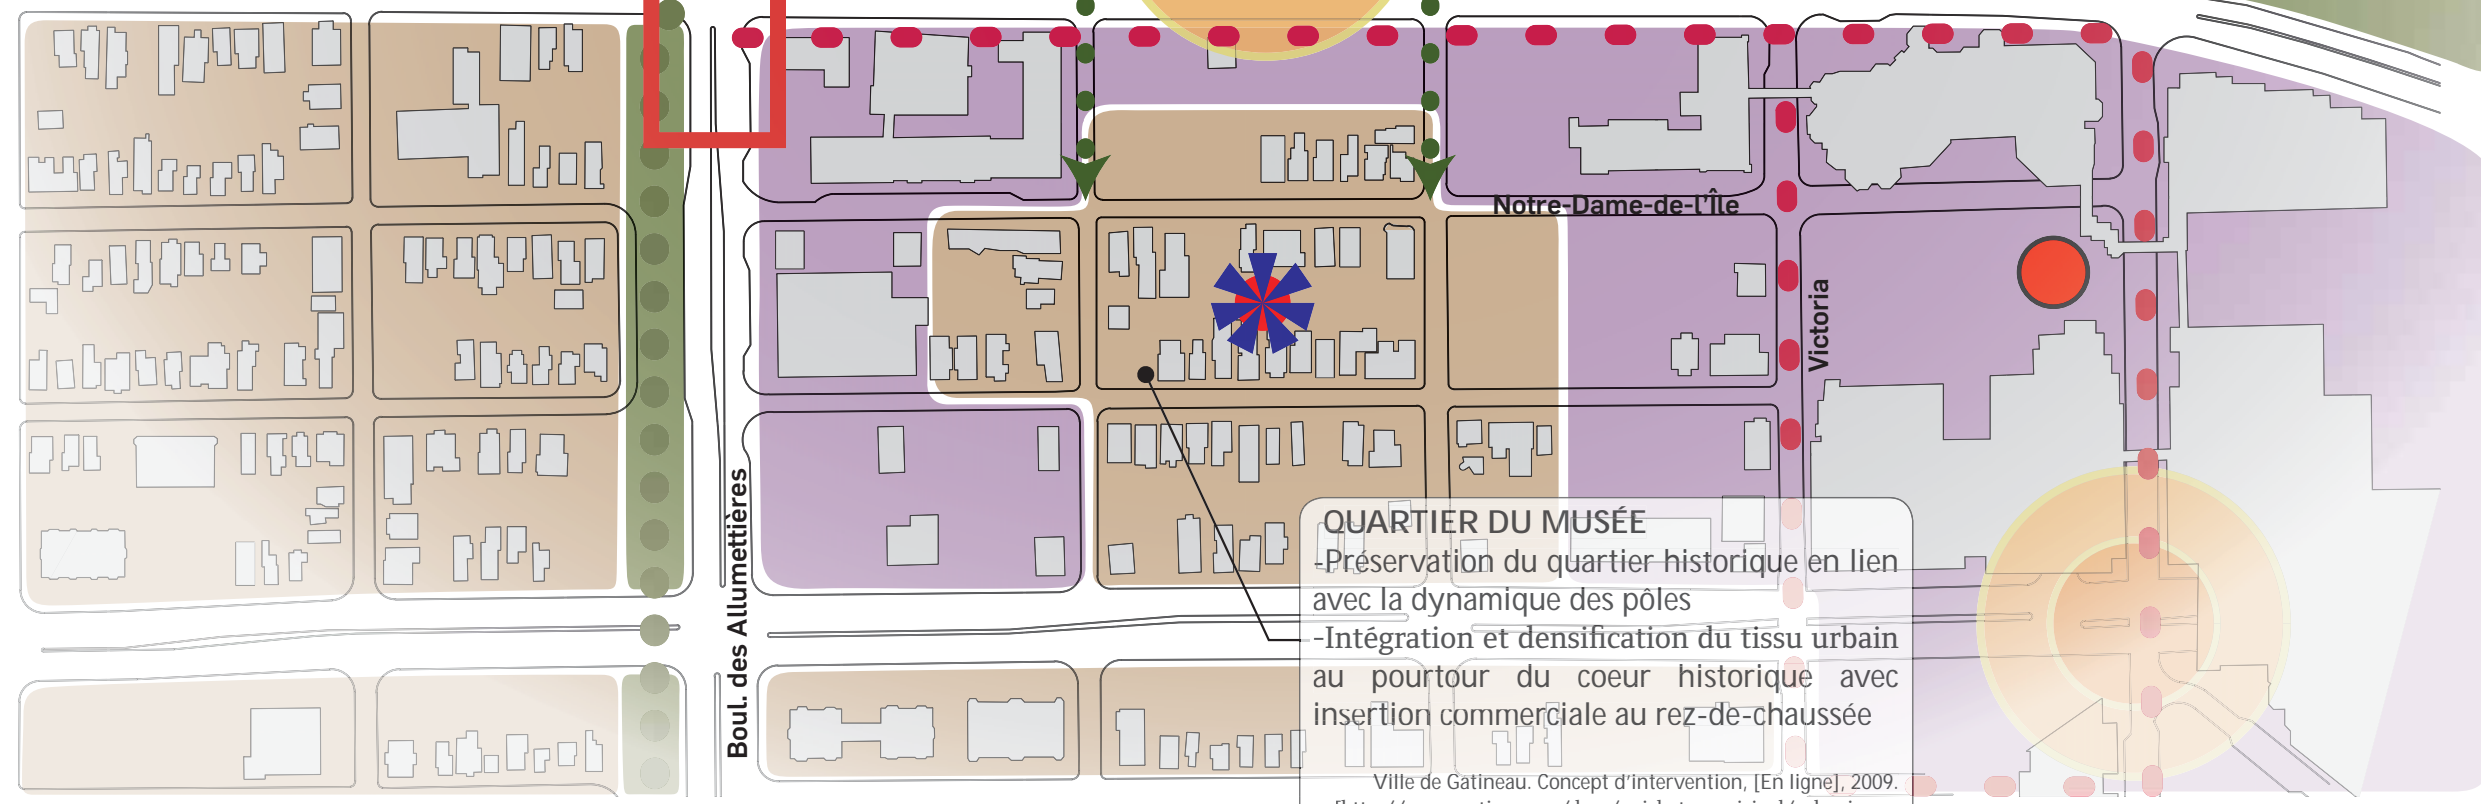 Notre-Dame-de-l'Île
Victoria
Boul. des Allumettières
QUARTIER DU MUSÉE
-Préservation du quartier historique en lien
avec la dynamique des pôles
-Intégration et densification du tissu urbain
au pourtour du coeur historique avec
insertion commerciale au rez-de-chaussée
Ville de Gatineau. Concept d'intervention, [En ligne], 2009.